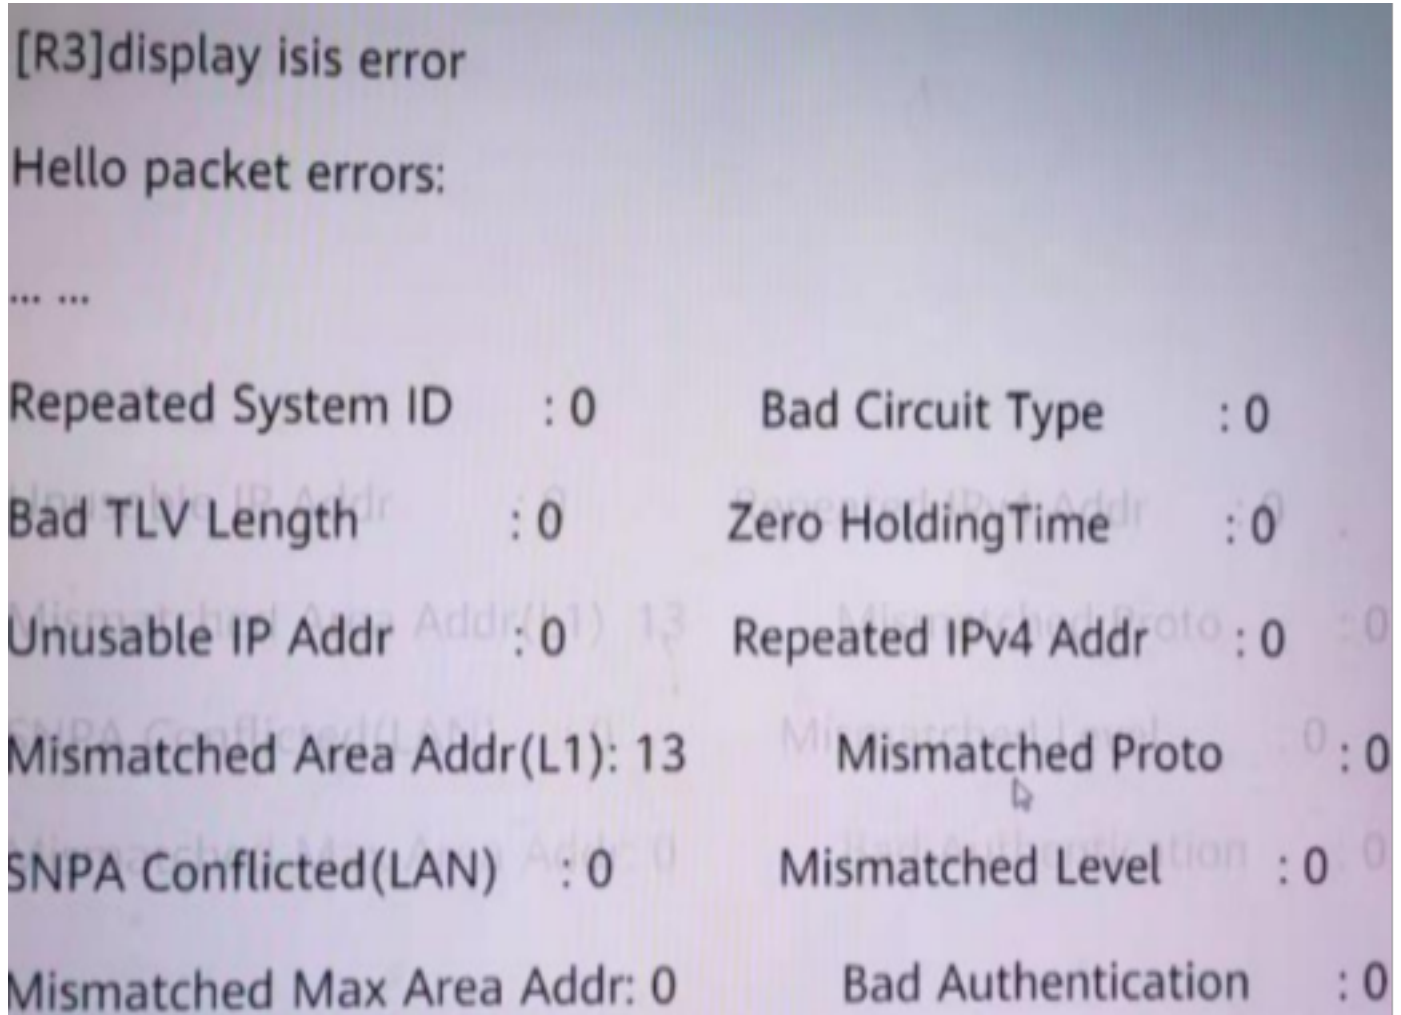 [R3]display isis error
Hello packet errors:
... ...
Repeated System ID : 0 Bad Circuit Type : 0
Bad TLV Length : 0 Zero HoldingTime : 0
Unusable IP Addr : 0 Repeated IPv4 Addr : 0
Mismatched Area Addr(L1): 13 Mismatched Proto : 0
SNPA Conflicted(LAN) : 0 Mismatched Level : 0
Mismatched Max Area Addr: 0 Bad Authentication : 0